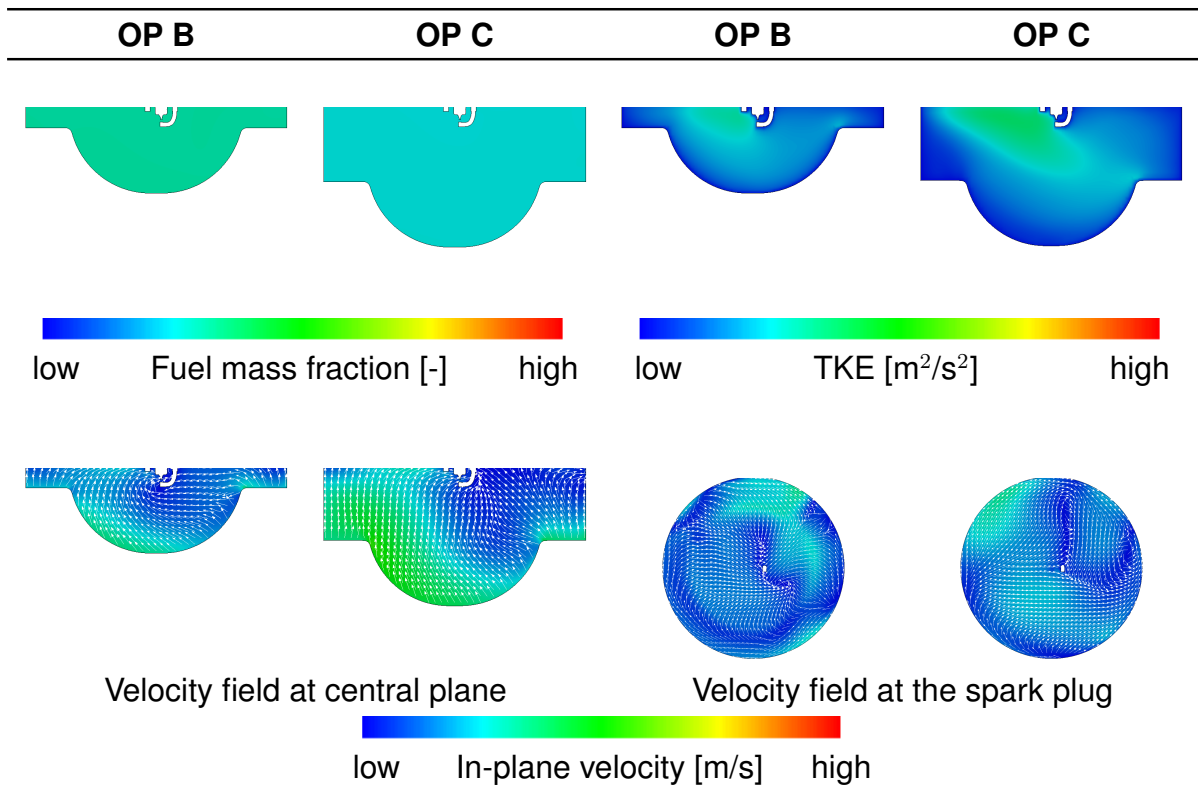 OP B OP C OP B OP C
low Fuel mass fraction [-] high low TKE [m²/s²] high
Velocity field at central plane Velocity field at the spark plug
low In-plane velocity [m/s] high